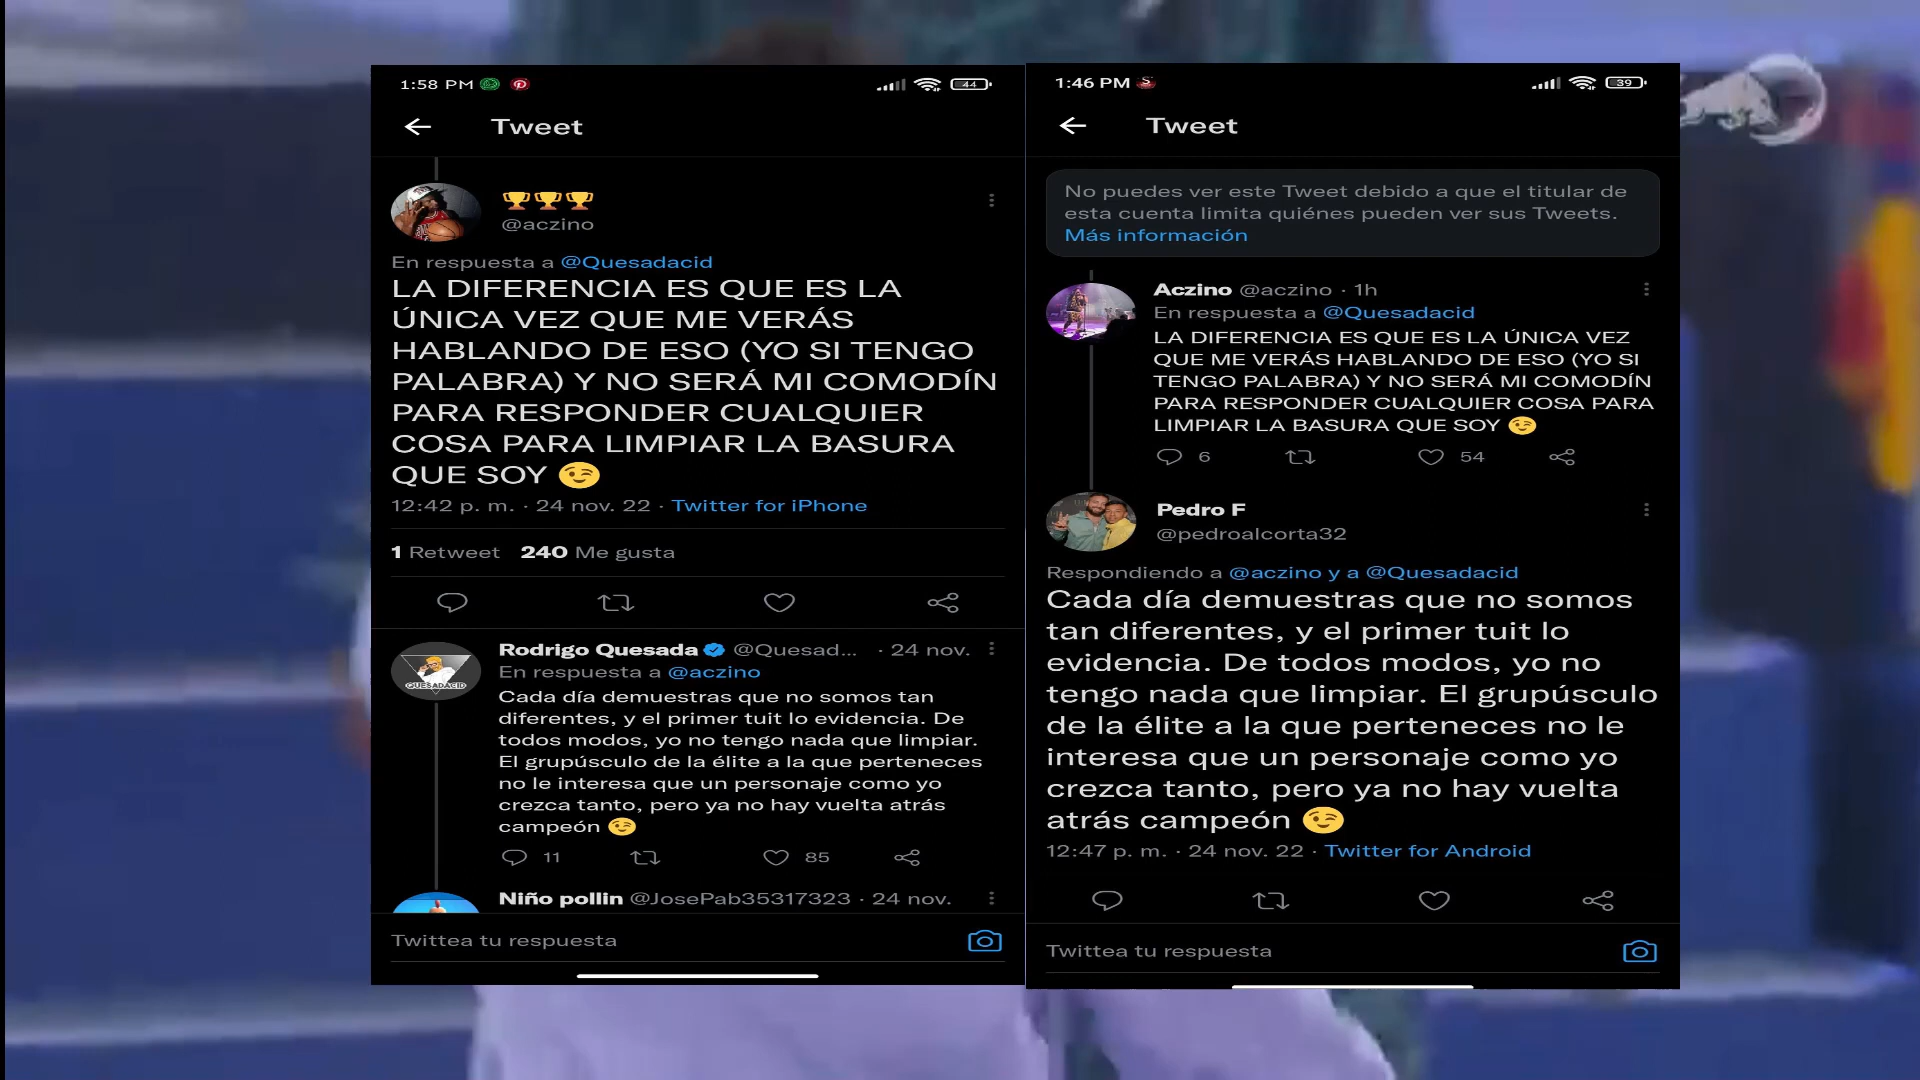 1:58 PM
44
Tweet
🏆🏆🏆
@aczino
En respuesta a @Quesadacid
LA DIFERENCIA ES QUE ES LA
ÚNICA VEZ QUE ME VERÁS
HABLANDO DE ESO (YO SI TENGO
PALABRA) Y NO SERÁ MI COMODÍN
PARA RESPONDER CUALQUIER
COSA PARA LIMPIAR LA BASURA
QUE SOY 😉
12:42 p. m. · 24 nov. 22 · Twitter for iPhone
1 Retweet 240 Me gusta
Rodrigo Quesada @Quesad... · 24 nov.
En respuesta a @aczino
Cada día demuestras que no somos tan
diferentes, y el primer tuit lo evidencia. De
todos modos, yo no tengo nada que limpiar.
El grupúsculo de la élite a la que perteneces
no le interesa que un personaje como yo
crezca tanto, pero ya no hay vuelta atrás
campeón 😉
11 85
Niño pollin @JosePab35317323 · 24 nov.
Twittea tu respuesta
1:46 PM
39
Tweet
No puedes ver este Tweet debido a que el titular de
esta cuenta limita quiénes pueden ver sus Tweets.
Más información
Aczino @aczino · 1h
En respuesta a @Quesadacid
LA DIFERENCIA ES QUE ES LA ÚNICA VEZ
QUE ME VERÁS HABLANDO DE ESO (YO SI
TENGO PALABRA) Y NO SERÁ MI COMODÍN
PARA RESPONDER CUALQUIER COSA PARA
LIMPIAR LA BASURA QUE SOY 😉
6 54
Pedro F
@pedroalcorta32
Respondiendo a @aczino y a @Quesadacid
Cada día demuestras que no somos
tan diferentes, y el primer tuit lo
evidencia. De todos modos, yo no
tengo nada que limpiar. El grupúsculo
de la élite a la que perteneces no le
interesa que un personaje como yo
crezca tanto, pero ya no hay vuelta
atrás campeón 😉
12:47 p. m. · 24 nov. 22 · Twitter for Android
Twittea tu respuesta
QUESADACID